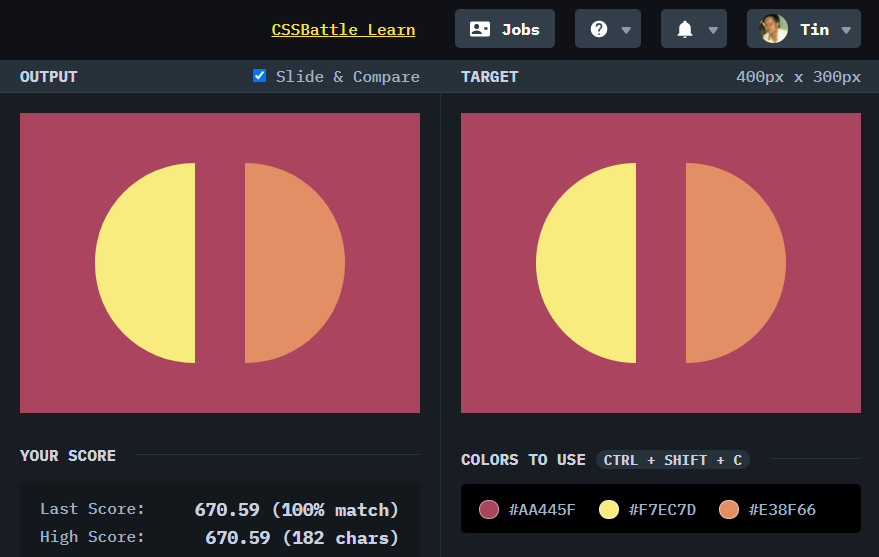 CSSBattle Learn Jobs Tin
OUTPUT Slide & Compare TARGET 400px x 300px
YOUR SCORE
COLORS TO USE CTRL + SHIFT + C
Last Score: 670.59 (100% match)
#AA445F #F7EC7D #E38F66
High Score: 670.59 (182 chars)